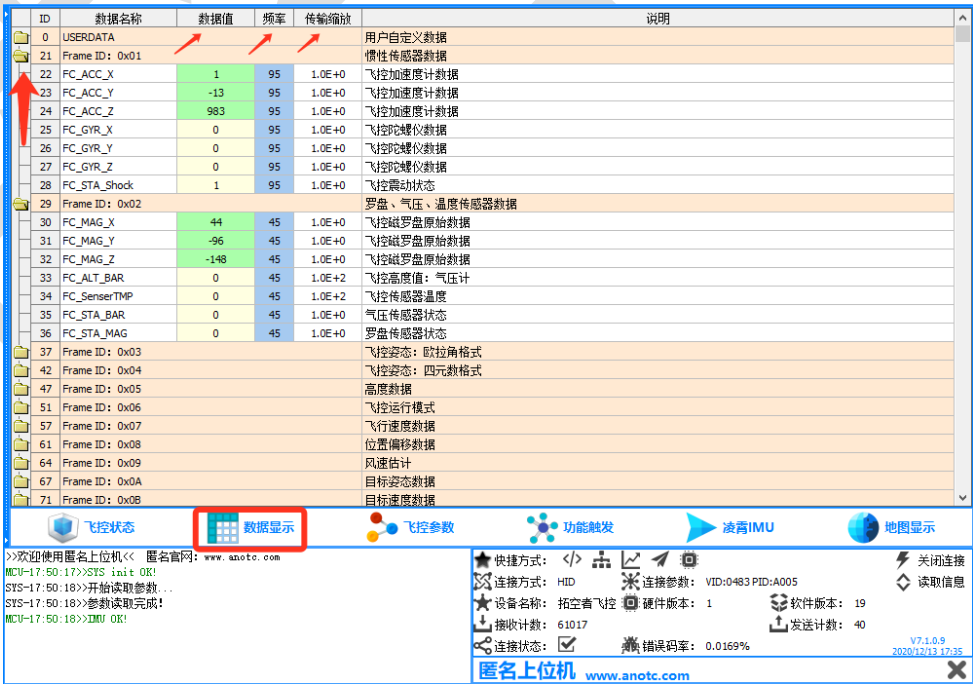 ID 数据名称 数据值 频率 传输缩放 说明
0 USERDATA 用户自定义数据
21 Frame ID: 0x01 惯性传感器数据
22 FC_ACC_X 1 95 1.0E+0 飞控加速度计数据
23 FC_ACC_Y -13 95 1.0E+0 飞控加速度计数据
24 FC_ACC_Z 983 95 1.0E+0 飞控加速度计数据
25 FC_GYR_X 0 95 1.0E+0 飞控陀螺仪数据
26 FC_GYR_Y 0 95 1.0E+0 飞控陀螺仪数据
27 FC_GYR_Z 0 95 1.0E+0 飞控陀螺仪数据
28 FC_STA_Shock 1 95 1.0E+0 飞控震动状态
29 Frame ID: 0x02 罗盘、气压、温度传感器数据
30 FC_MAG_X 44 45 1.0E+0 飞控磁罗盘原始数据
31 FC_MAG_Y -96 45 1.0E+0 飞控磁罗盘原始数据
32 FC_MAG_Z -148 45 1.0E+0 飞控磁罗盘原始数据
33 FC_ALT_BAR 0 45 1.0E+2 飞控高度值：气压计
34 FC_SenserTMP 0 45 1.0E+2 飞控传感器温度
35 FC_STA_BAR 0 45 1.0E+0 气压传感器状态
36 FC_STA_MAG 0 45 1.0E+0 罗盘传感器状态
37 Frame ID: 0x03 飞控姿态：欧拉角格式
42 Frame ID: 0x04 飞控姿态：四元数格式
47 Frame ID: 0x05 高度数据
51 Frame ID: 0x06 飞控运行模式
57 Frame ID: 0x07 飞行速度数据
61 Frame ID: 0x08 位置偏移数据
64 Frame ID: 0x09 风速估计
67 Frame ID: 0x0A 目标姿态数据
71 Frame ID: 0x0B 目标速度数据
飞控状态 数据显示 飞控参数 功能触发 凌霄IMU 地图显示
>>欢迎使用匿名上位机<< 匿名官网：www.anotc.com
MCU-17:50:17>>SYS init OK!
SYS-17:50:18>>开始读取参数...
SYS-17:50:18>>参数读取完成!
MCU-17:50:18>>IMU OK!
快捷方式: 关闭连接
连接方式: HID 连接参数: VID:0483 PID:A005 读取信息
设备名称: 拓空者飞控 硬件版本: 1 软件版本: 19
接收计数: 61017 发送计数: 40
连接状态: 错误码率: 0.0169%
V7.1.0.9
2020/12/13 17:35
匿名上位机 www.anotc.com